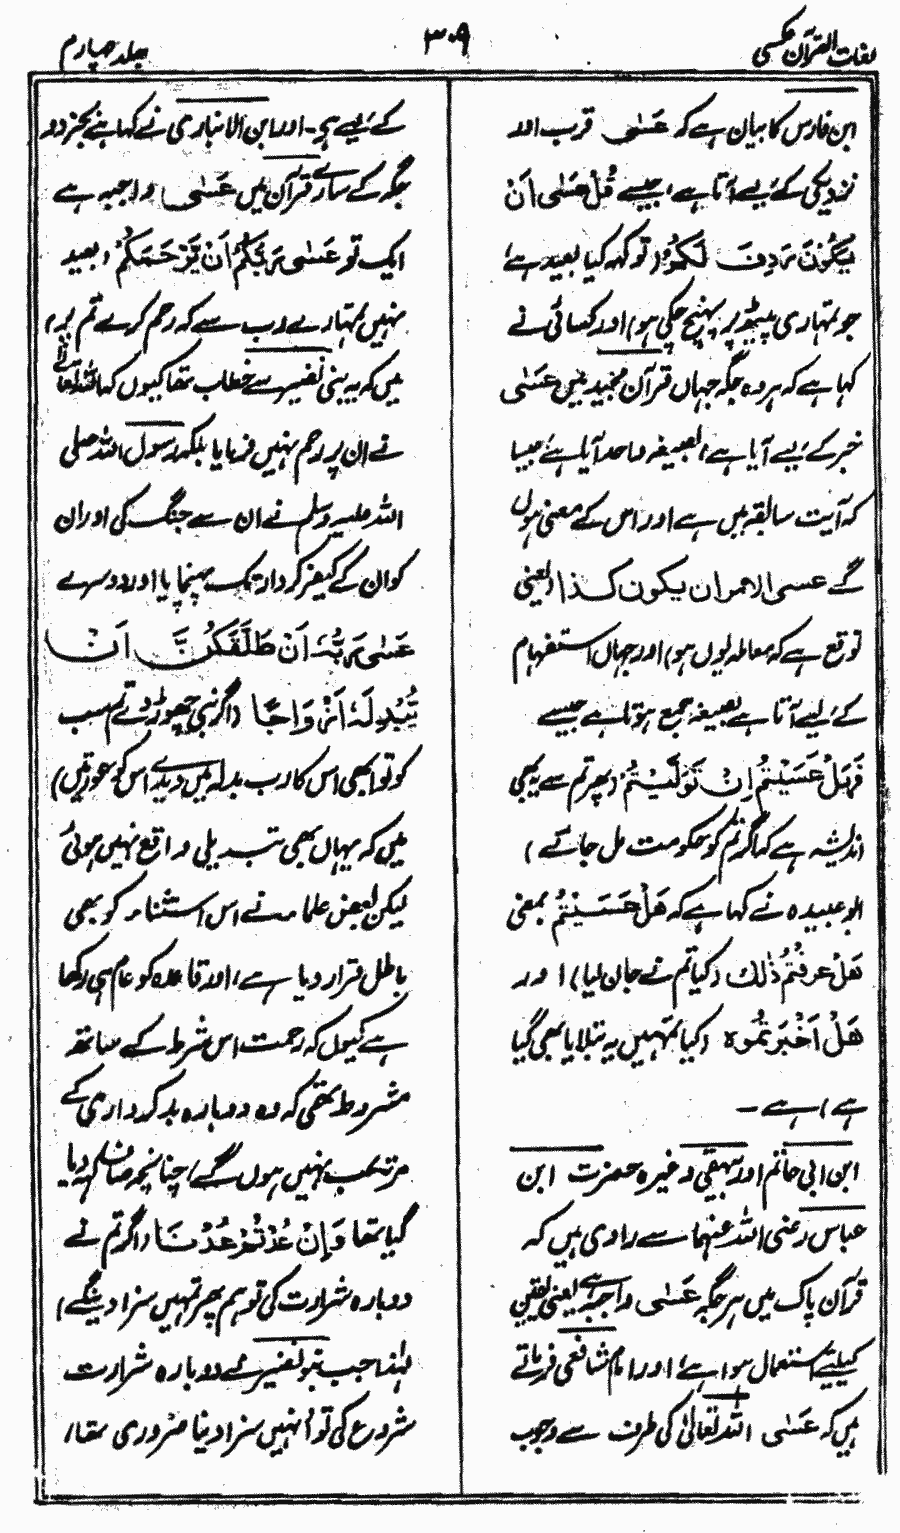 لغات القرآن عکسی
۳۰۹
جلد چہارم
ابن فارس کا بیان ہے کہ عَسٰی قرب اور
نزدیکی کے لیے آتا ہے، جیسے قُلْ عَسٰی اَنْ
یَّکُوْنَ رَدِفَ لَکُمْ (تو کہہ کیا بعید ہے
جو تمہاری پیٹھ پر پہنچ چکی ہو) اور کسائی نے
کہا ہے کہ ہر وہ جگہ جہاں قرآن مجید میں عَسٰی
خبر کے لیے آیا ہے، بصیغہ واحد آیا ہے، جیسا
کہ آیت سابقہ میں ہے اور اس کے معنی ہوں
گے عسی الامران یکون کذا (یعنی
توقع ہے کہ معاملہ یوں ہو) اور جہاں استفہام
کے لیے آتا ہے بصیغہ جمع ہوتا ہے جیسے
فَہَلْ عَسَیْتُمْ اِنْ تَوَلَّیْتُمْ (پھر تم سے یہ بھی
اندیشہ ہے کہ اگر تم کو حکومت مل جائے)
ابو عبیدہ نے کہا ہے کہ ھَلْ عَسَیْتُمْ بمعنی
ھَلْ عَرَفْتُمْ ذٰلِکَ (کیا تم نے جان لیا) اور
ھَلْ اَخْبَرْتُمُوہ (کیا تمہیں یہ بتلایا بھی گیا
ہے) ہے۔
ابن ابی حاتم اور بیہقی وغیرہ حضرت ابن
عباس رضی اللہ عنہما سے راوی ہیں کہ
قرآن پاک میں ہر جگہ عَسٰی واجب ہے یعنی یقین
کیلئے استعمال ہوا ہے، اور امام شافعی فرماتے
ہیں کہ عَسٰی اللہ تعالیٰ کی طرف سے وجوب
کے لیے ہی۔ اور ابن الانباری نے کہا ہے بجز دو
جگہ کے سارے قرآن میں عَسٰی واجبہ ہے
ایک تو عَسٰی رَبُّکُمْ اَنْ یَّرْحَمَکُمْ (بعید
نہیں تمہارے رب سے کہ رحم کرے تم پر)
میں کہ یہ بنی نضیر سے خطاب تھا کیوں کہ اللہ تعالیٰ
نے ان پر رحم نہیں فرمایا بلکہ رسول اللہ صلی
اللہ علیہ وسلم نے ان سے جنگ کی اور ان
کو ان کے کیفر کردار تک پہنچایا اور دوسرے
عَسٰی رَبُّہٗ اَنْ طَلَّقَکُنَّ اَنْ
یُّبْدِلَہٗ اَزْوَاجًا (اگر نبی چھوڑ دے تم سب
کو تو ابھی اس کا رب بدلہ میں دیدے اس کو عورتیں)
میں کہ یہاں بھی تبدیلی واقع نہیں ہوئی
لیکن بعض علماء نے اس استثناء کو بھی
باطل قرار دیا ہے، اور قاعدہ کو عام ہی رکھا
ہے کیوں کہ رحمت اس شرط کے ساتھ
مشروط تھی کہ وہ دوبارہ بدکرداری کے
مرتکب نہیں ہوں گے، چنانچہ صاف کہہ دیا
گیا تھا وَاِنْ عُدْتُّمْ عُدْنَا (اگر تم نے
دوبارہ شرارت کی تو ہم پھر تمہیں سزا دینگے)
لہٰذا جب بنو نضیر نے دوبارہ شرارت
شروع کی تو انہیں سزا دینا ضروری تھا،